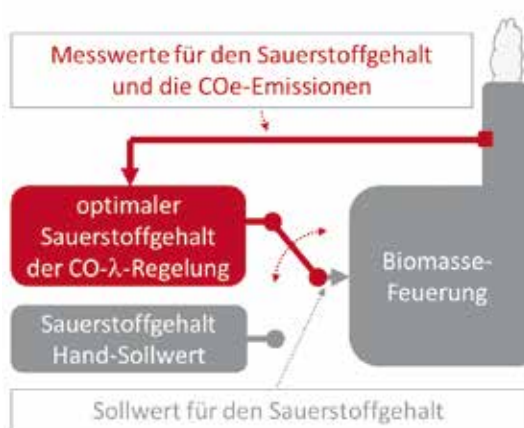 Messwerte für den Sauerstoffgehalt
und die COe-Emissionen
optimaler
Sauerstoffgehalt
der CO-λ-Regelung
Biomasse-
Feuerung
Sauerstoffgehalt
Hand-Sollwert
Sollwert für den Sauerstoffgehalt